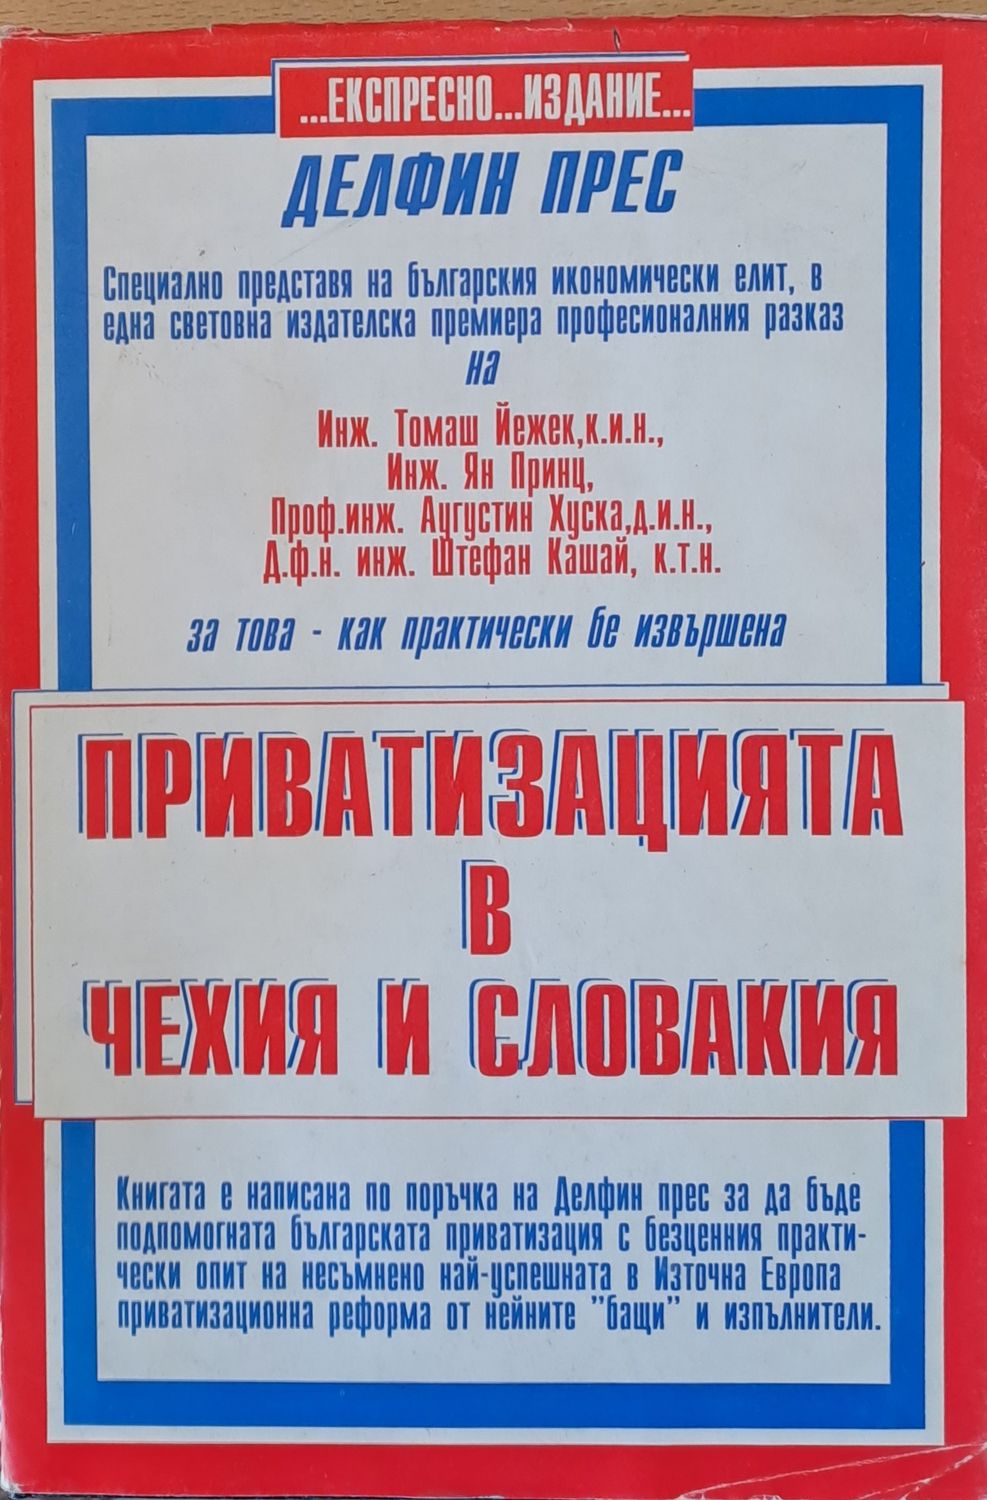 ...ЕКСПРЕСНО...ИЗДАНИЕ...
ДЕЛФИН ПРЕС
Специално представя на българския икономически елит, в
една световна издателска премиера професионалния разказ
на
Инж. Томаш Йежек,к.и.н.,
Инж. Ян Принц,
Проф.инж. Аугустин Хуска,д.и.н.,
Д.ф.н. инж. Штефан Кашай, к.т.н.
за това - как практически бе извършена
ПРИВАТИЗАЦИЯТА
В
ЧЕХИЯ И СЛОВАКИЯ
Книгата е написана по поръчка на Делфин прес за да бъде
подпомогната българската приватизация с безценния практи-
чески опит на несъмнено най-успешната в Източна Европа
приватизационна реформа от нейните "бащи" и изпълнители.